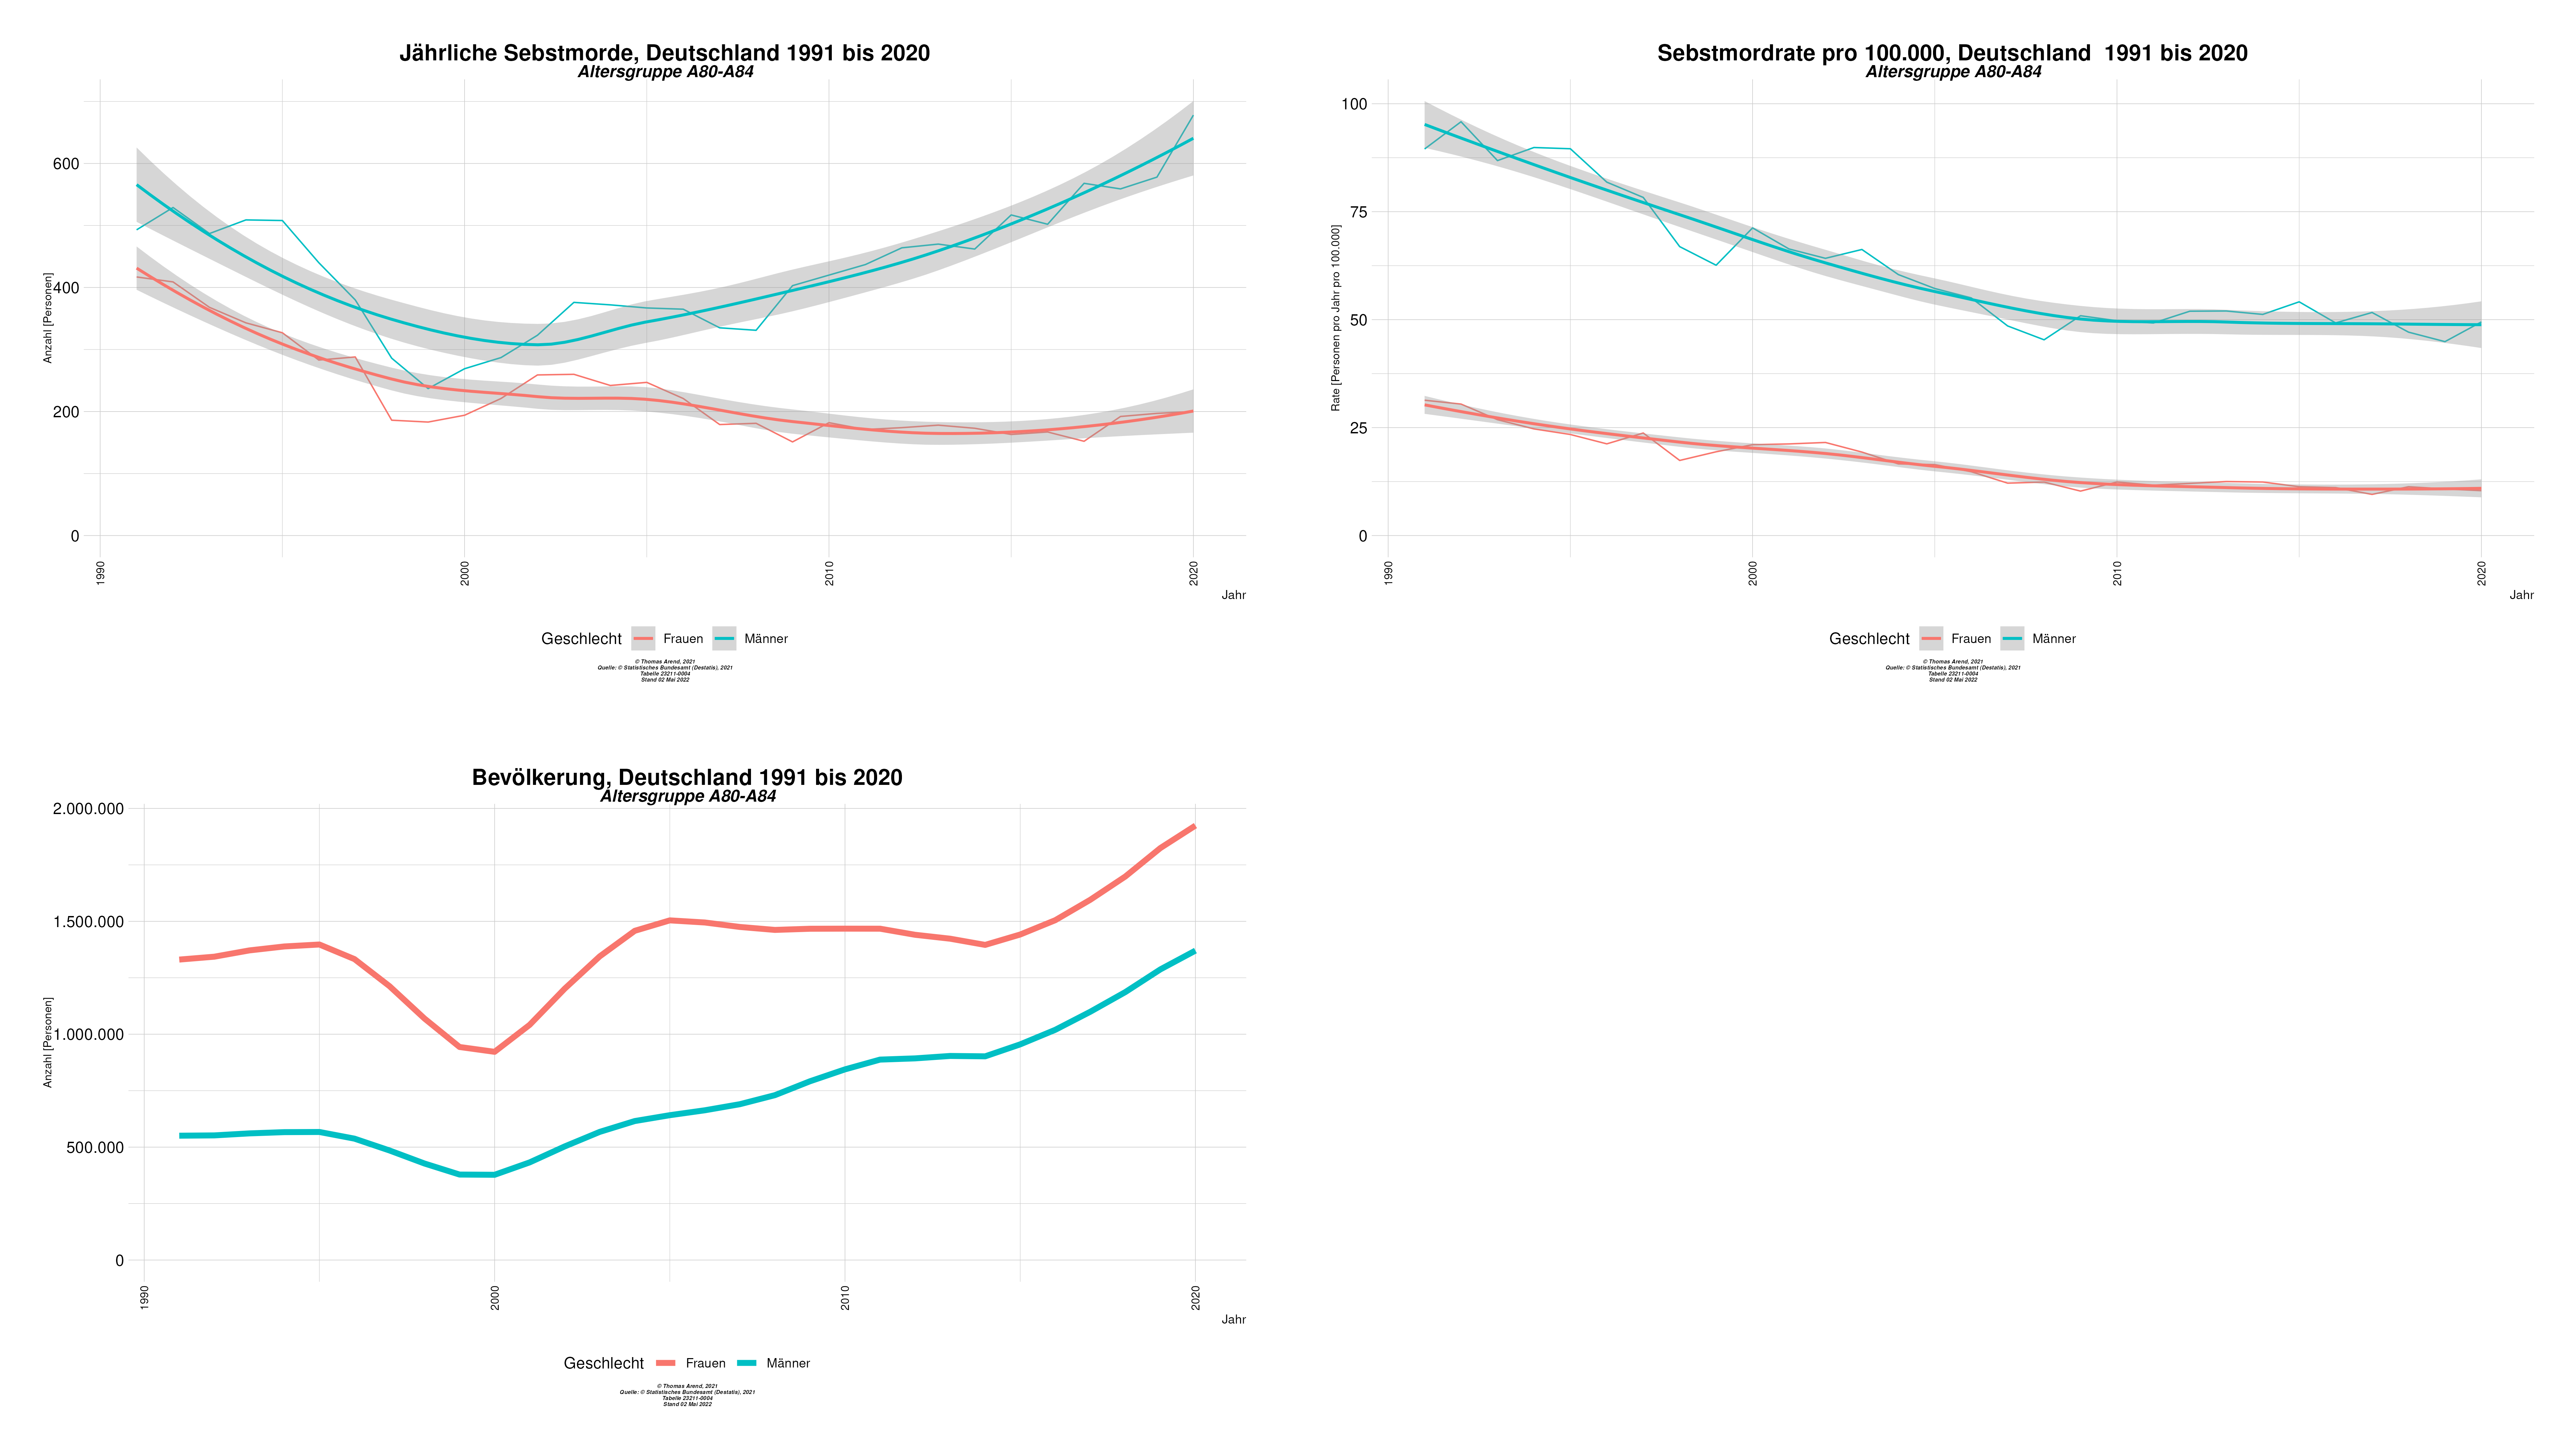 Jährliche Sebstmorde, Deutschland 1991 bis 2020
Altersgruppe A80-A84
Anzahl [Personen]
600
400
200
0
1990
2000
2010
2020
Jahr
Geschlecht Frauen Männer
© Thomas Arend, 2021
Quelle: © Statistisches Bundesamt (Destatis), 2021
Tabelle 23211-0004
Stand 02 Mai 2022
Sebstmordrate pro 100.000, Deutschland  1991 bis 2020
Altersgruppe A80-A84
Rate [Personen pro Jahr pro 100.000]
100
75
50
25
0
1990
2000
2010
2020
Jahr
Geschlecht Frauen Männer
© Thomas Arend, 2021
Quelle: © Statistisches Bundesamt (Destatis), 2021
Tabelle 23211-0004
Stand 02 Mai 2022
Bevölkerung, Deutschland 1991 bis 2020
Altersgruppe A80-A84
Anzahl [Personen]
2.000.000
1.500.000
1.000.000
500.000
0
1990
2000
2010
2020
Jahr
Geschlecht Frauen Männer
© Thomas Arend, 2021
Quelle: © Statistisches Bundesamt (Destatis), 2021
Tabelle 23211-0004
Stand 02 Mai 2022